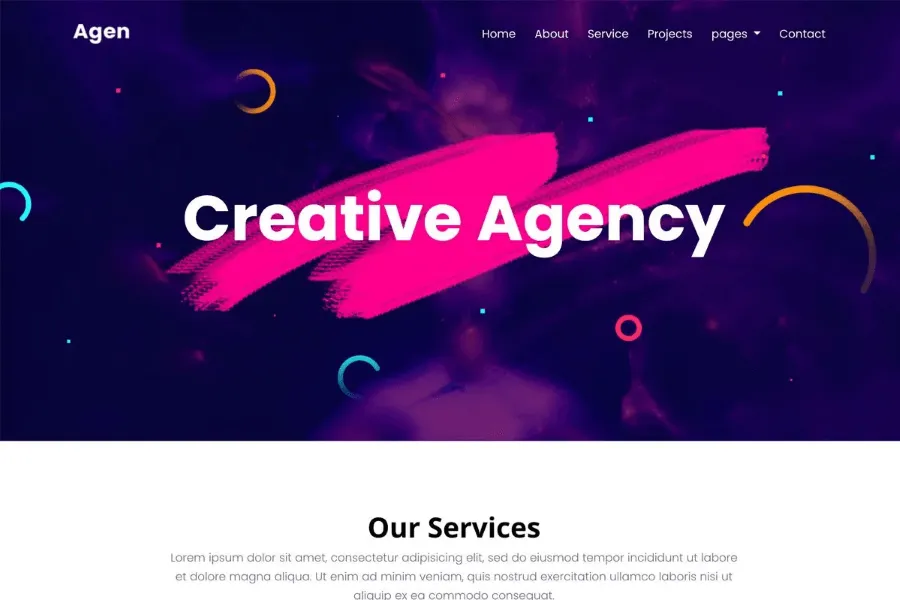 Agen
Home About Service Projects pages Contact
Creative Agency
Our Services
Lorem ipsum dolor sit amet, consectetur adipisicing elit, sed do eiusmod tempor incididunt ut labore
et dolore magna aliqua. Ut enim ad minim veniam, quis nostrud exercitation ullamco laboris nisi ut
aliquip ex ea commodo consequat.